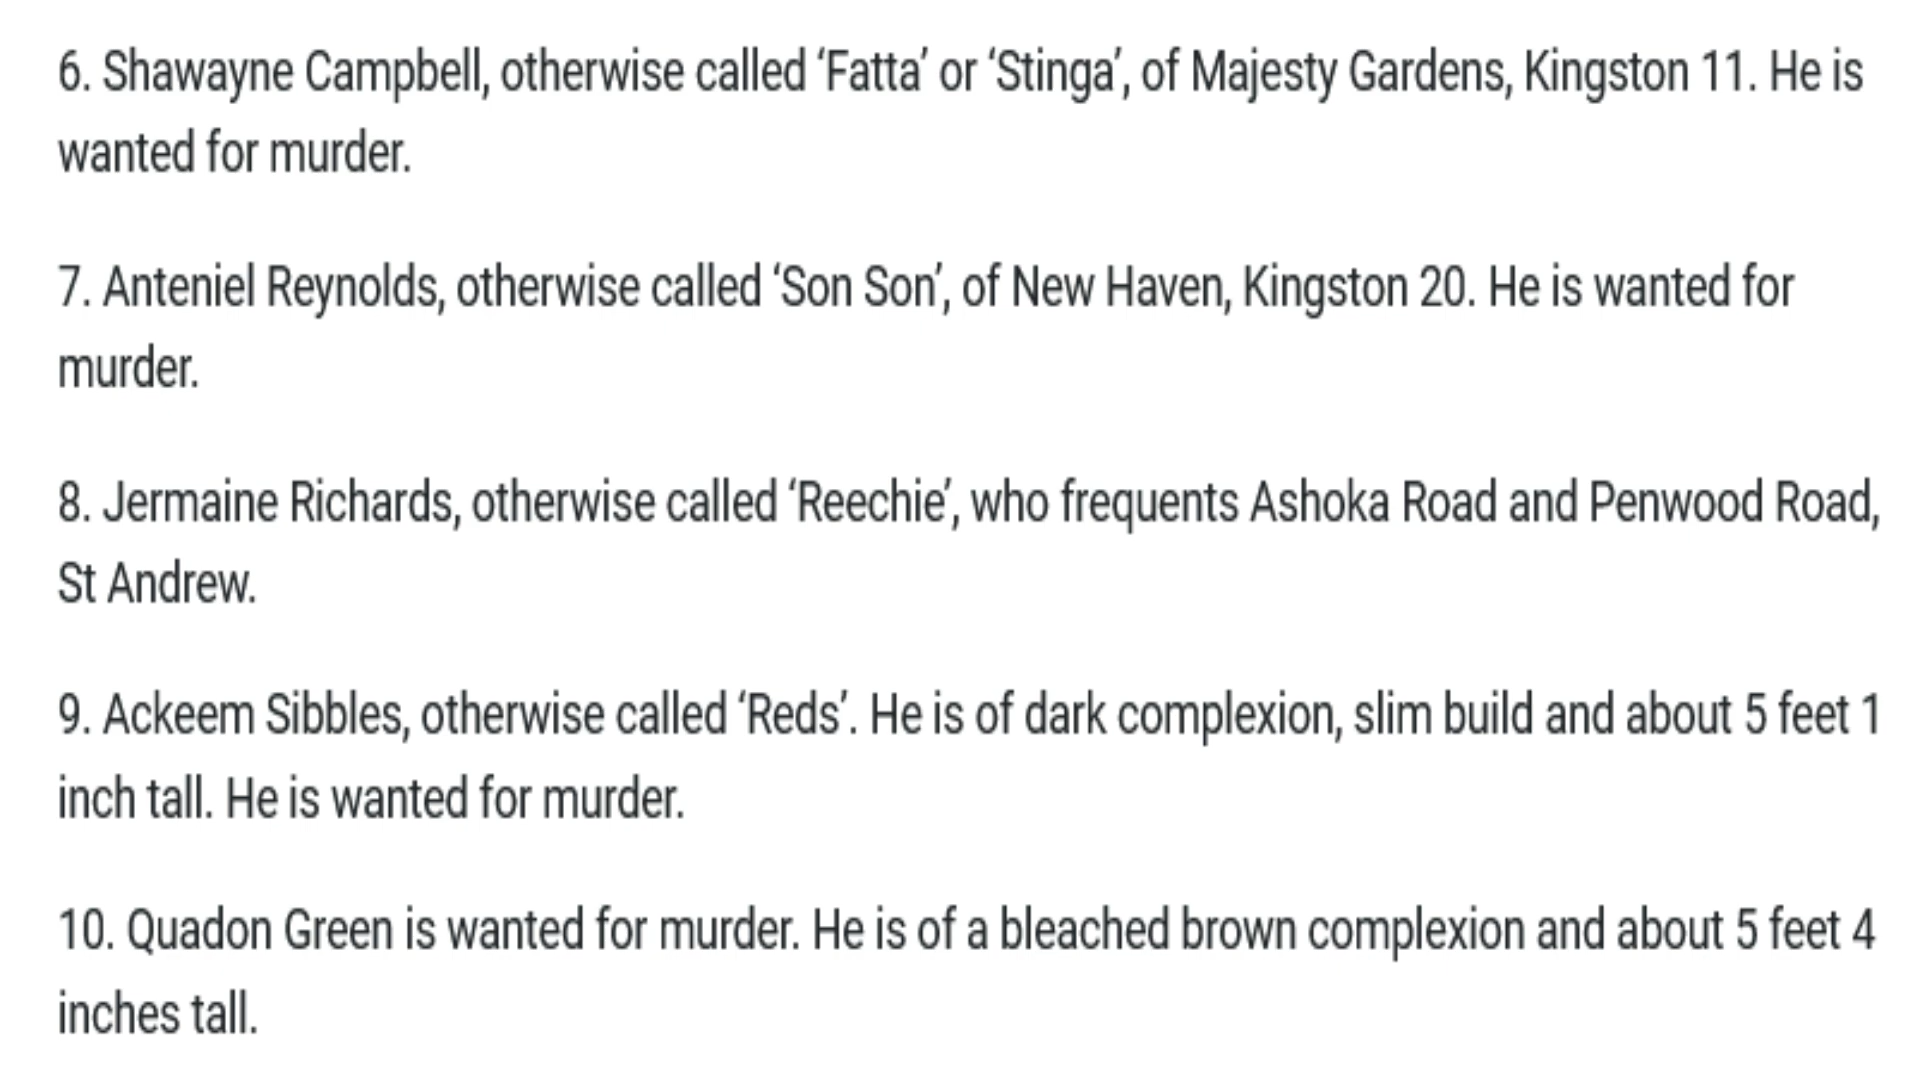 6. Shawayne Campbell, otherwise called ‘Fatta’ or ‘Stinga’, of Majesty Gardens, Kingston 11. He is
wanted for murder.
7. Anteniel Reynolds, otherwise called ‘Son Son’, of New Haven, Kingston 20. He is wanted for
murder.
8. Jermaine Richards, otherwise called ‘Reechie’, who frequents Ashoka Road and Penwood Road,
St Andrew.
9. Ackeem Sibbles, otherwise called ‘Reds’. He is of dark complexion, slim build and about 5 feet 1
inch tall. He is wanted for murder.
10. Quadon Green is wanted for murder. He is of a bleached brown complexion and about 5 feet 4
inches tall.